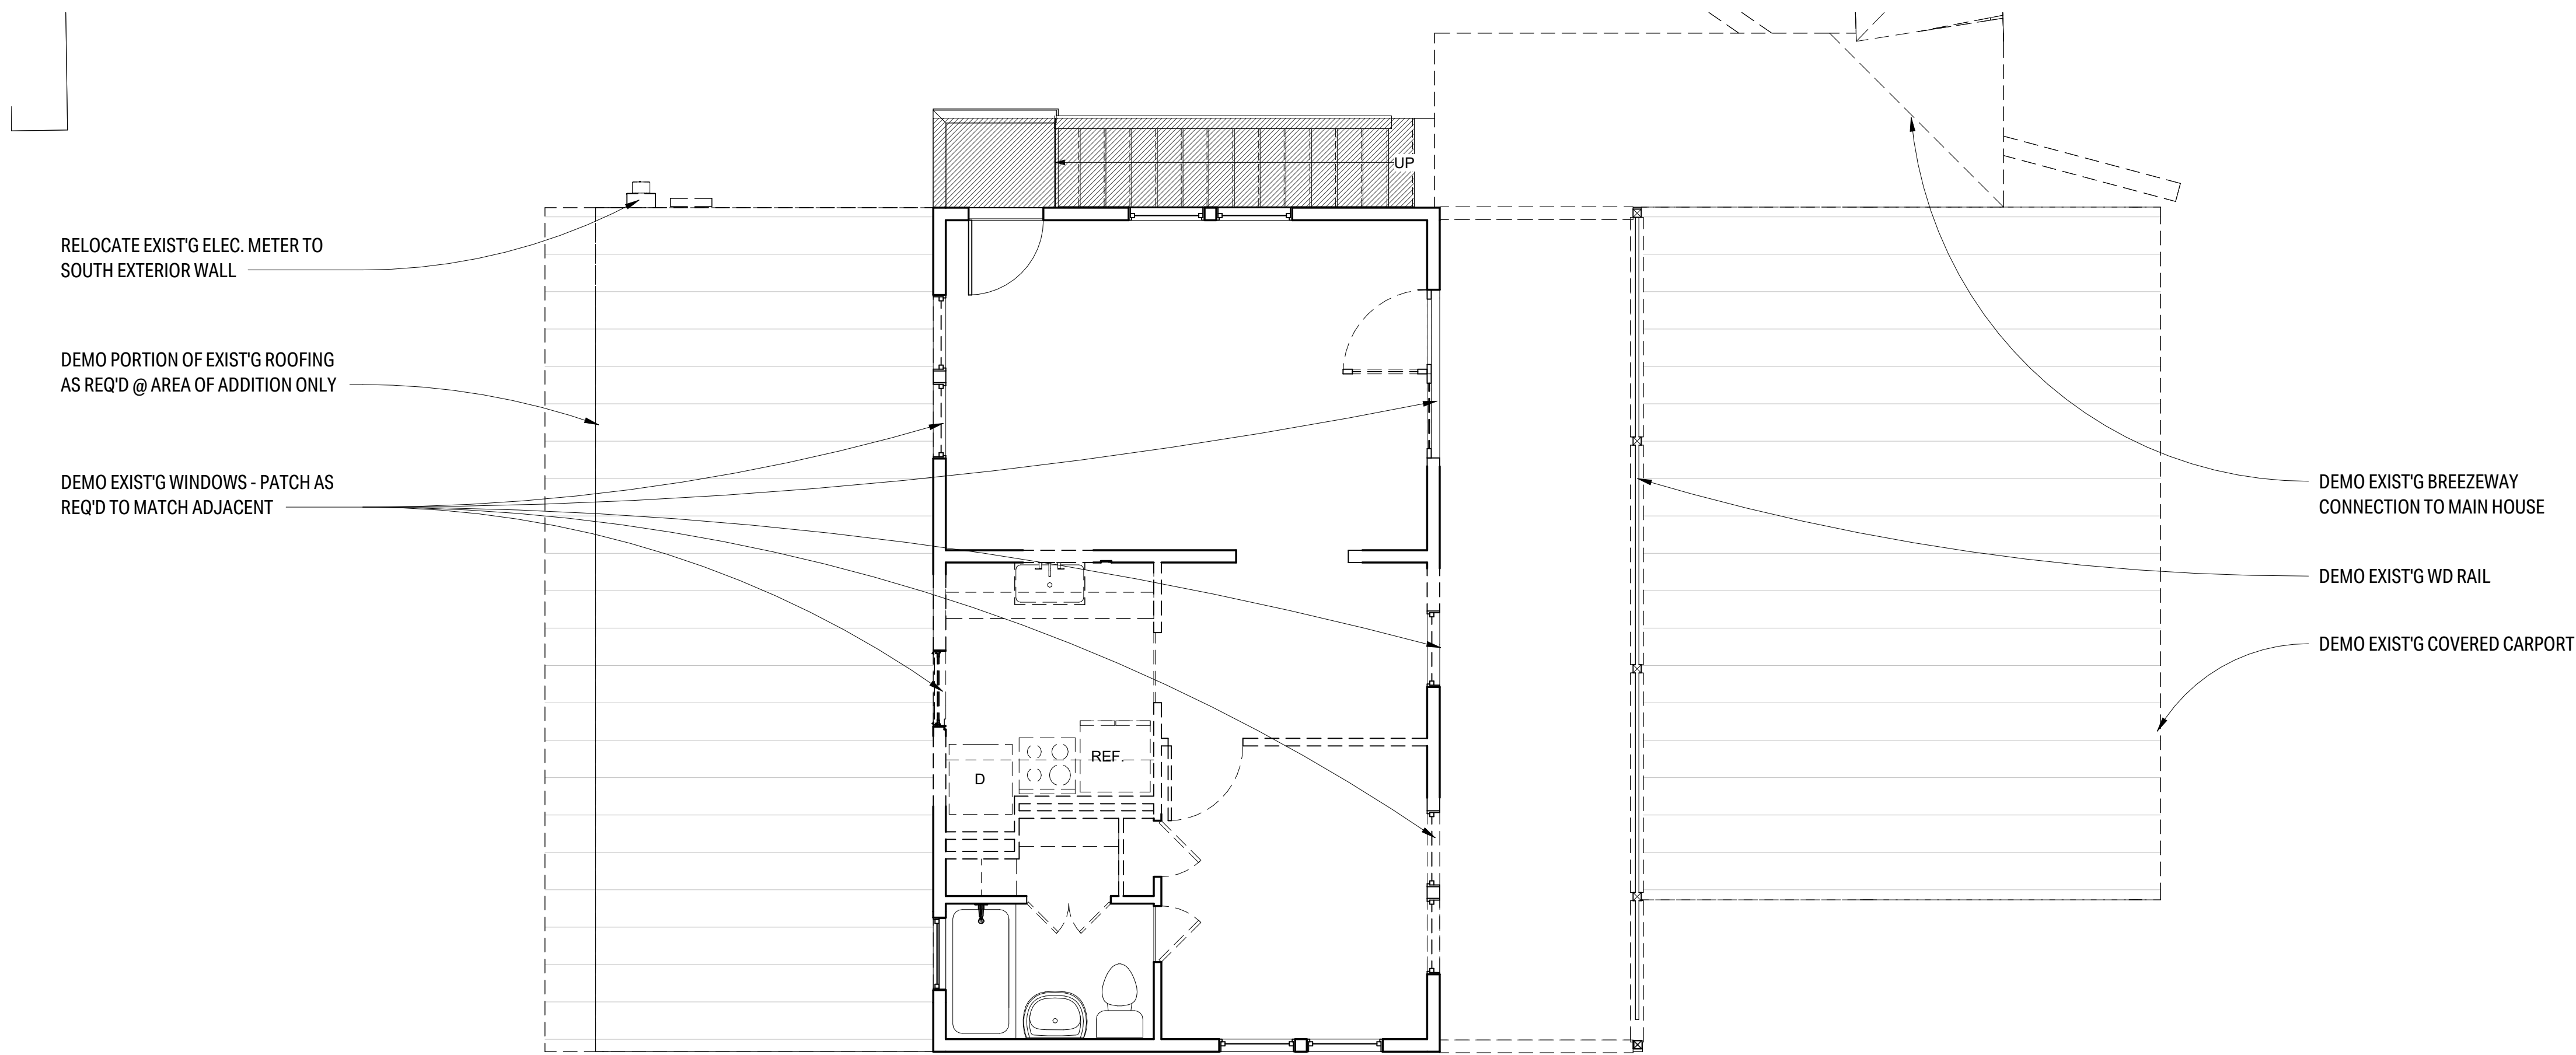 UP
RELOCATE EXIST'G ELEC. METER TO
SOUTH EXTERIOR WALL
DEMO PORTION OF EXIST'G ROOFING
AS REQ'D @ AREA OF ADDITION ONLY
DEMO EXIST'G WINDOWS - PATCH AS
REQ'D TO MATCH ADJACENT
DEMO EXIST'G BREEZEWAY
CONNECTION TO MAIN HOUSE
DEMO EXIST'G WD RAIL
DEMO EXIST'G COVERED CARPORT
REF.
D